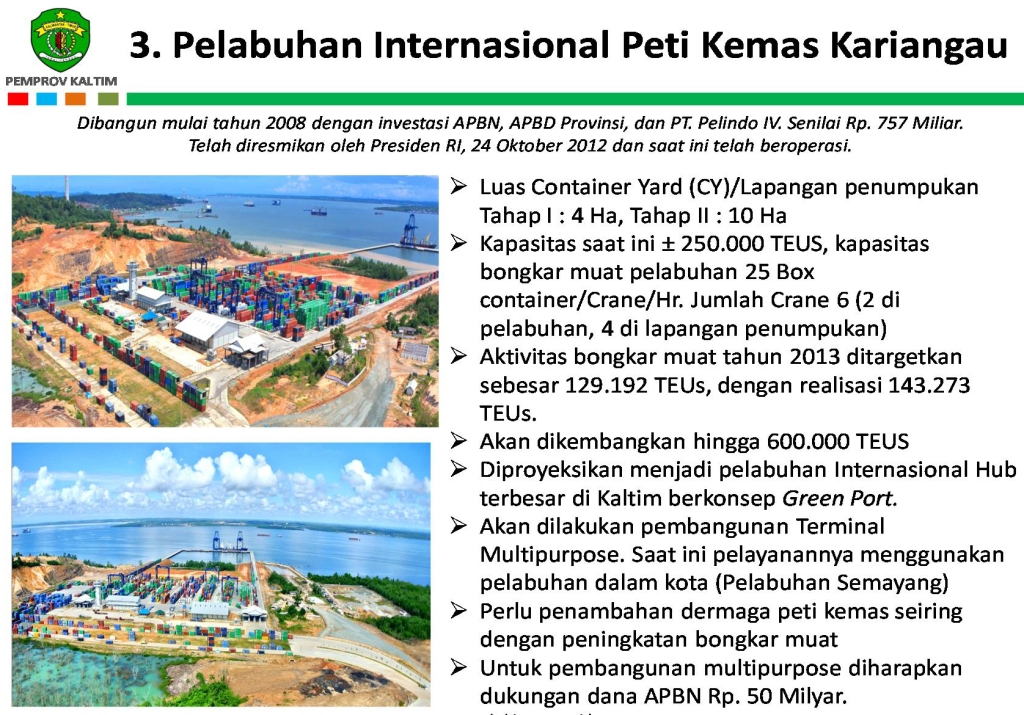 3. Pelabuhan Internasional Peti Kemas Kariangau
PEMPROV KALTIM
Dibangun mulai tahun 2008 dengan investasi APBN, APBD Provinsi, dan PT. Pelindo IV. Senilai Rp. 757 Miliar.
Telah diresmikan oleh Presiden RI, 24 Oktober 2012 dan saat ini telah beroperasi.
➢ Luas Container Yard (CY)/Lapangan penumpukan
Tahap I : 4 Ha, Tahap II : 10 Ha
➢ Kapasitas saat ini ± 250.000 TEUS, kapasitas
bongkar muat pelabuhan 25 Box
container/Crane/Hr. Jumlah Crane 6 (2 di
pelabuhan, 4 di lapangan penumpukan)
➢ Aktivitas bongkar muat tahun 2013 ditargetkan
sebesar 129.192 TEUs, dengan realisasi 143.273
TEUs.
➢ Akan dikembangkan hingga 600.000 TEUS
➢ Diproyeksikan menjadi pelabuhan Internasional Hub
terbesar di Kaltim berkonsep Green Port.
➢ Akan dilakukan pembangunan Terminal
Multipurpose. Saat ini pelayanannya menggunakan
pelabuhan dalam kota (Pelabuhan Semayang)
➢ Perlu penambahan dermaga peti kemas seiring
dengan peningkatan bongkar muat
➢ Untuk pembangunan multipurpose diharapkan
dukungan dana APBN Rp. 50 Milyar.